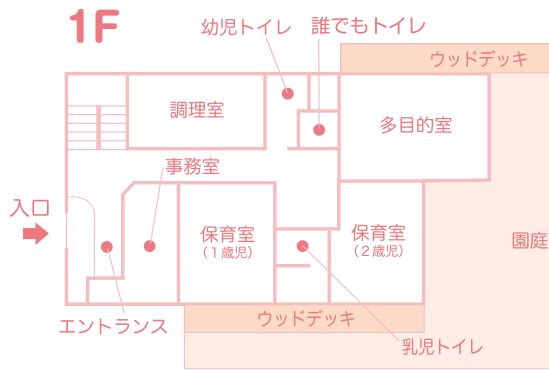 1F
幼児トイレ
誰でもトイレ
ウッドデッキ
調理室
多目的室
事務室
入口
保育室
(1歳児)
保育室
(2歳児)
園庭
エントランス
ウッドデッキ
乳児トイレ